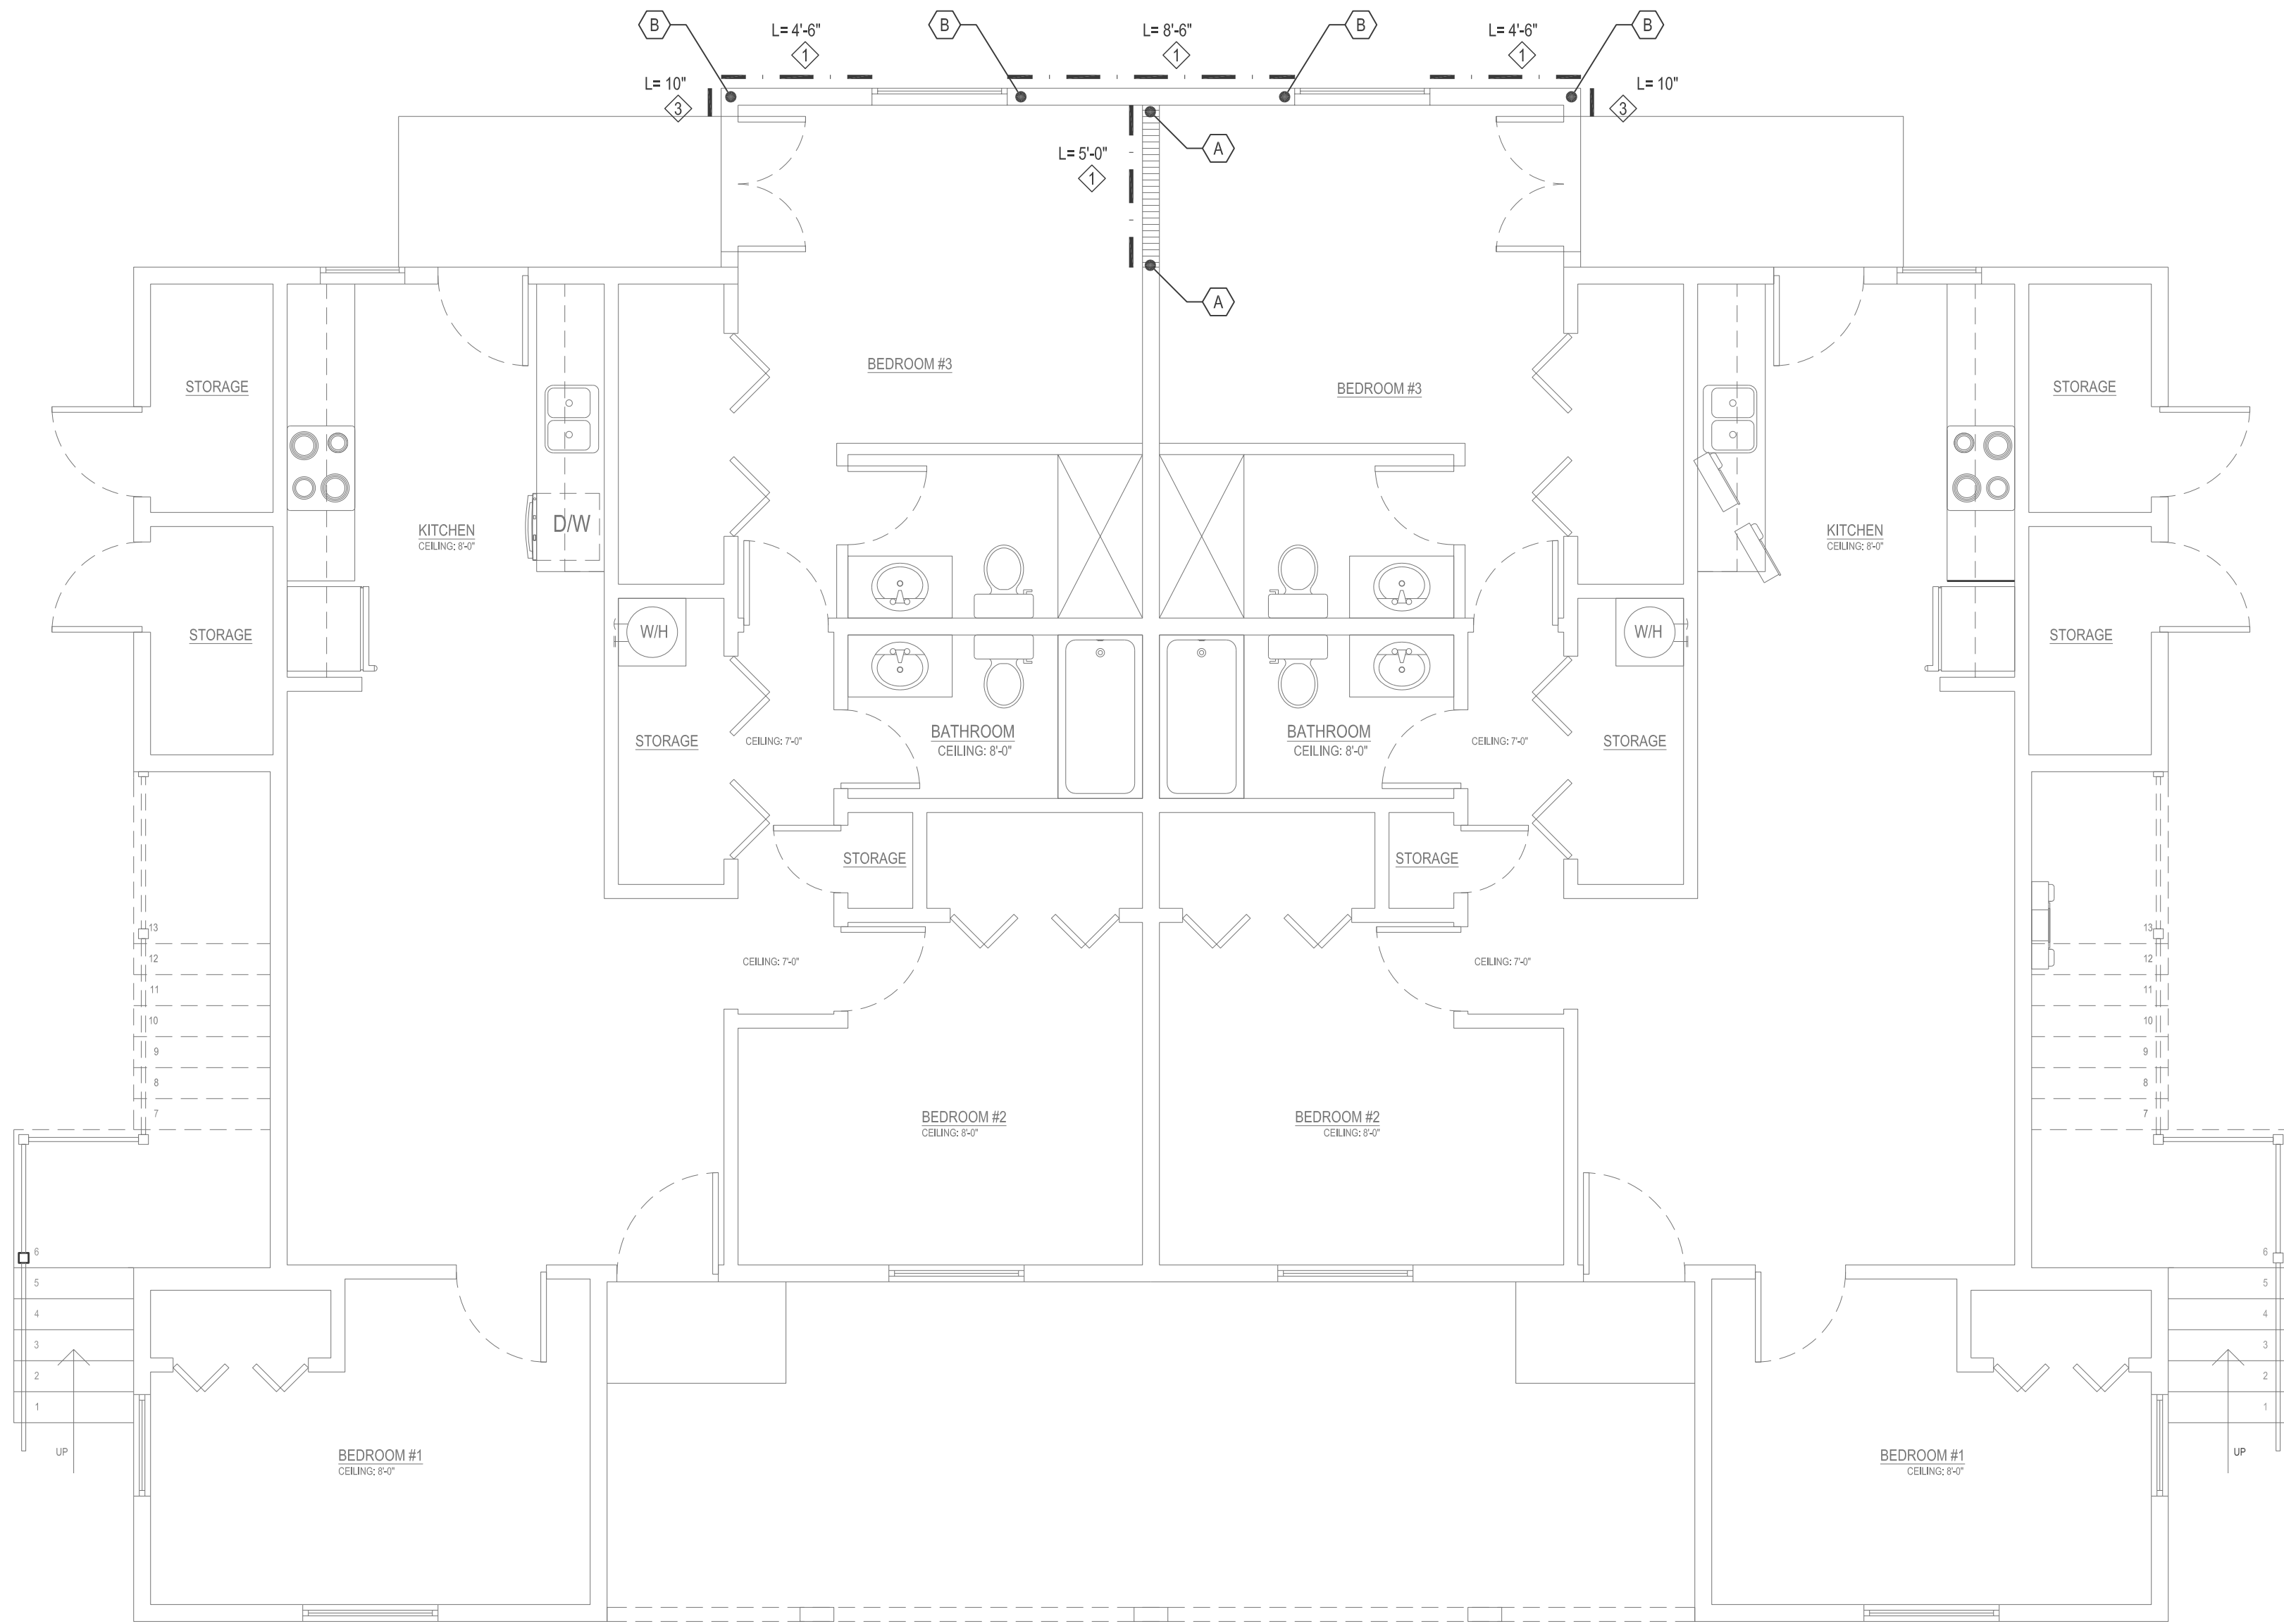 B
L= 4'-6"
1
B
L= 8'-6"
1
B
L= 4'-6"
1
B
L= 10"
3
L= 10"
3
L= 5'-0"
1
A
A
BEDROOM #3
BEDROOM #3
STORAGE
STORAGE
KITCHEN
CEILING: 8'-0"
D/W
KITCHEN
CEILING: 8'-0"
STORAGE
W/H
W/H
STORAGE
STORAGE
CEILING: 7'-0"
BATHROOM
CEILING: 8'-0"
BATHROOM
CEILING: 8'-0"
CEILING: 7'-0"
STORAGE
STORAGE
STORAGE
CEILING: 7'-0"
CEILING: 7'-0"
13
12
11
10
9
8
7
13
12
11
10
9
8
7
BEDROOM #2
CEILING: 8'-0"
BEDROOM #2
CEILING: 8'-0"
6
5
4
3
2
1
UP
6
5
4
3
2
1
UP
BEDROOM #1
CEILING: 8'-0"
BEDROOM #1
CEILING: 8'-0"